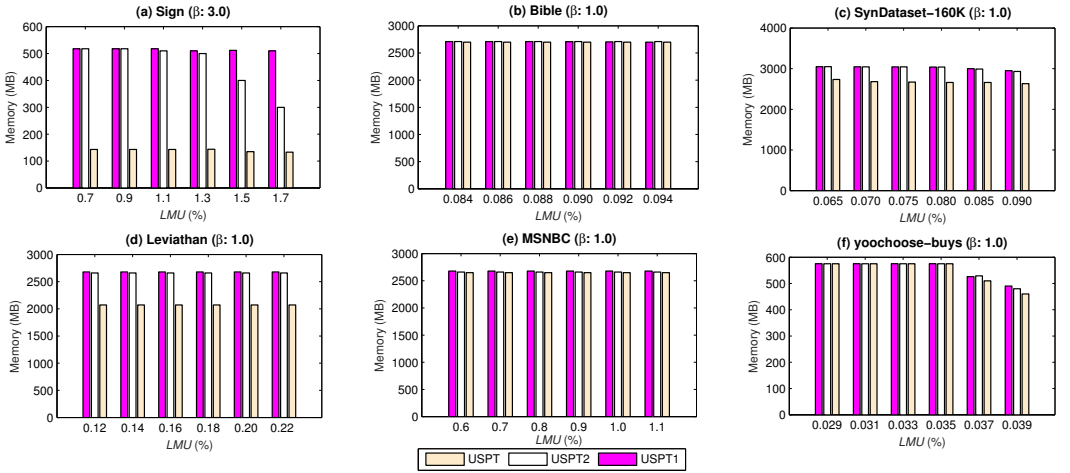 (a) Sign (β: 3.0)
600
500
400
300
200
100
0
Memory (MB)
0.7 0.9 1.1 1.3 1.5 1.7
LMU (%)
(b) Bible (β: 1.0)
3000
2500
2000
1500
1000
500
0
Memory (MB)
0.084 0.086 0.088 0.090 0.092 0.094
LMU (%)
(c) SynDataset−160K (β: 1.0)
4000
3000
2000
1000
0
Memory (MB)
0.065 0.070 0.075 0.080 0.085 0.090
LMU (%)
(d) Leviathan (β: 1.0)
3000
2500
2000
1500
1000
500
0
Memory (MB)
0.12 0.14 0.16 0.18 0.20 0.22
LMU (%)
(e) MSNBC (β: 1.0)
3000
2500
2000
1500
1000
500
0
Memory (MB)
0.6 0.7 0.8 0.9 1.0 1.1
LMU (%)
(f) yoochoose−buys (β: 1.0)
600
500
400
300
200
100
0
Memory (MB)
0.029 0.031 0.033 0.035 0.037 0.039
LMU (%)
USPT USPT2 USPT1